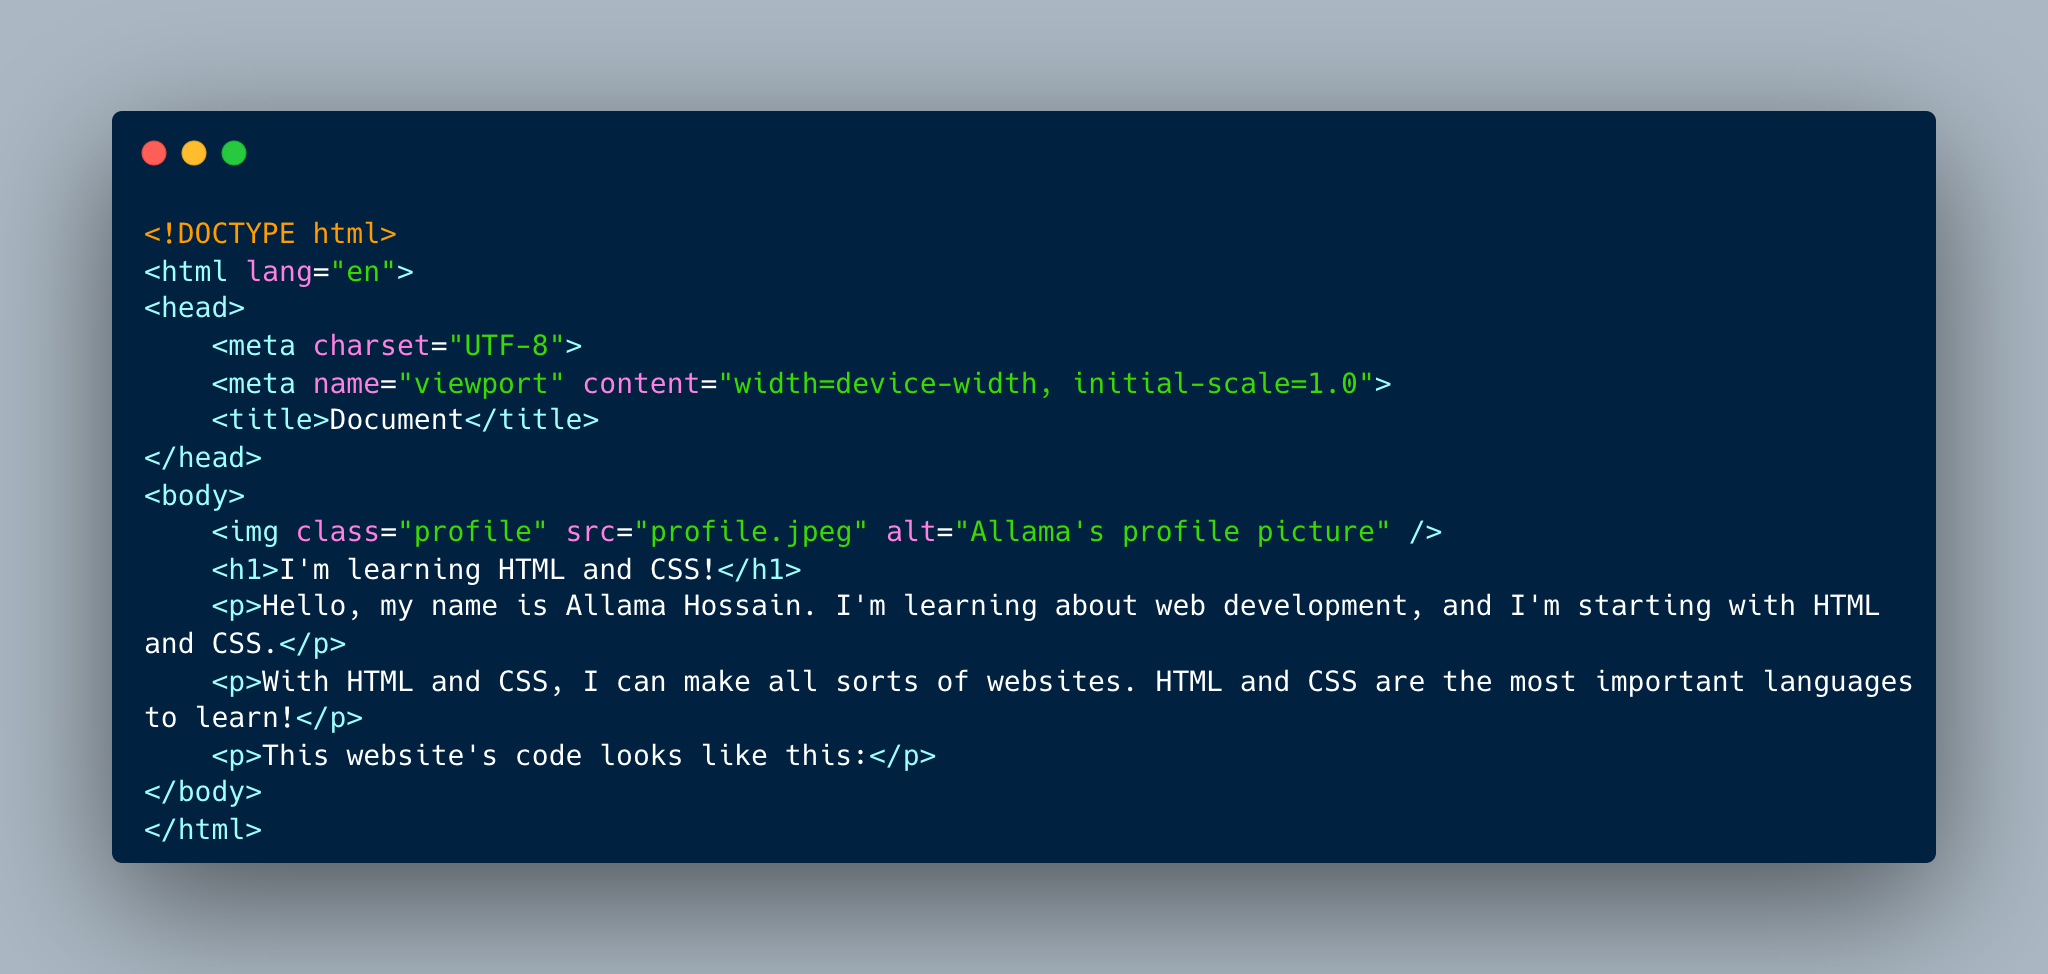 <!DOCTYPE html>
<html lang="en">
<head>
    <meta charset="UTF-8">
    <meta name="viewport" content="width=device-width, initial-scale=1.0">
    <title>Document</title>
</head>
<body>
    <img class="profile" src="profile.jpeg" alt="Allama's profile picture" />
    <h1>I'm learning HTML and CSS!</h1>
    <p>Hello, my name is Allama Hossain. I'm learning about web development, and I'm starting with HTML
and CSS.</p>
    <p>With HTML and CSS, I can make all sorts of websites. HTML and CSS are the most important languages
to learn!</p>
    <p>This website's code looks like this:</p>
</body>
</html>